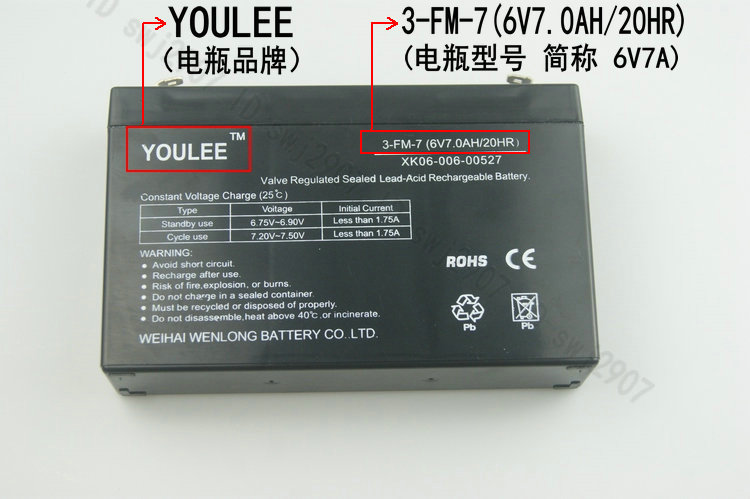 YOULEE
(电瓶品牌)
3-FM-7(6V7.0AH/20HR)
(电瓶型号 简称 6V7A)
YOULEE™
3-FM-7 (6V7.0AH/20HR)
XK06-006-00527
Valve Regulated Sealed Lead-Acid Rechargeable Battery.
Constant Voltage Charge (25℃)
Type Voltage Initial Current
Standby use 6.75V~6.90V Less than 1.75A
Cycle use 7.20V~7.50V Less than 1.75A
WARNING:
● Avoid short circuit.
● Recharge after use.
● Risk of fire,explosion, or burns.
● Do not charge in a sealed container.
● Must be recycled or disposed of properly.
● Do not disassemble,heat above 40℃, or incinerate.
ROHS CE
Pb Pb
WEIHAI WENLONG BATTERY CO.,LTD.